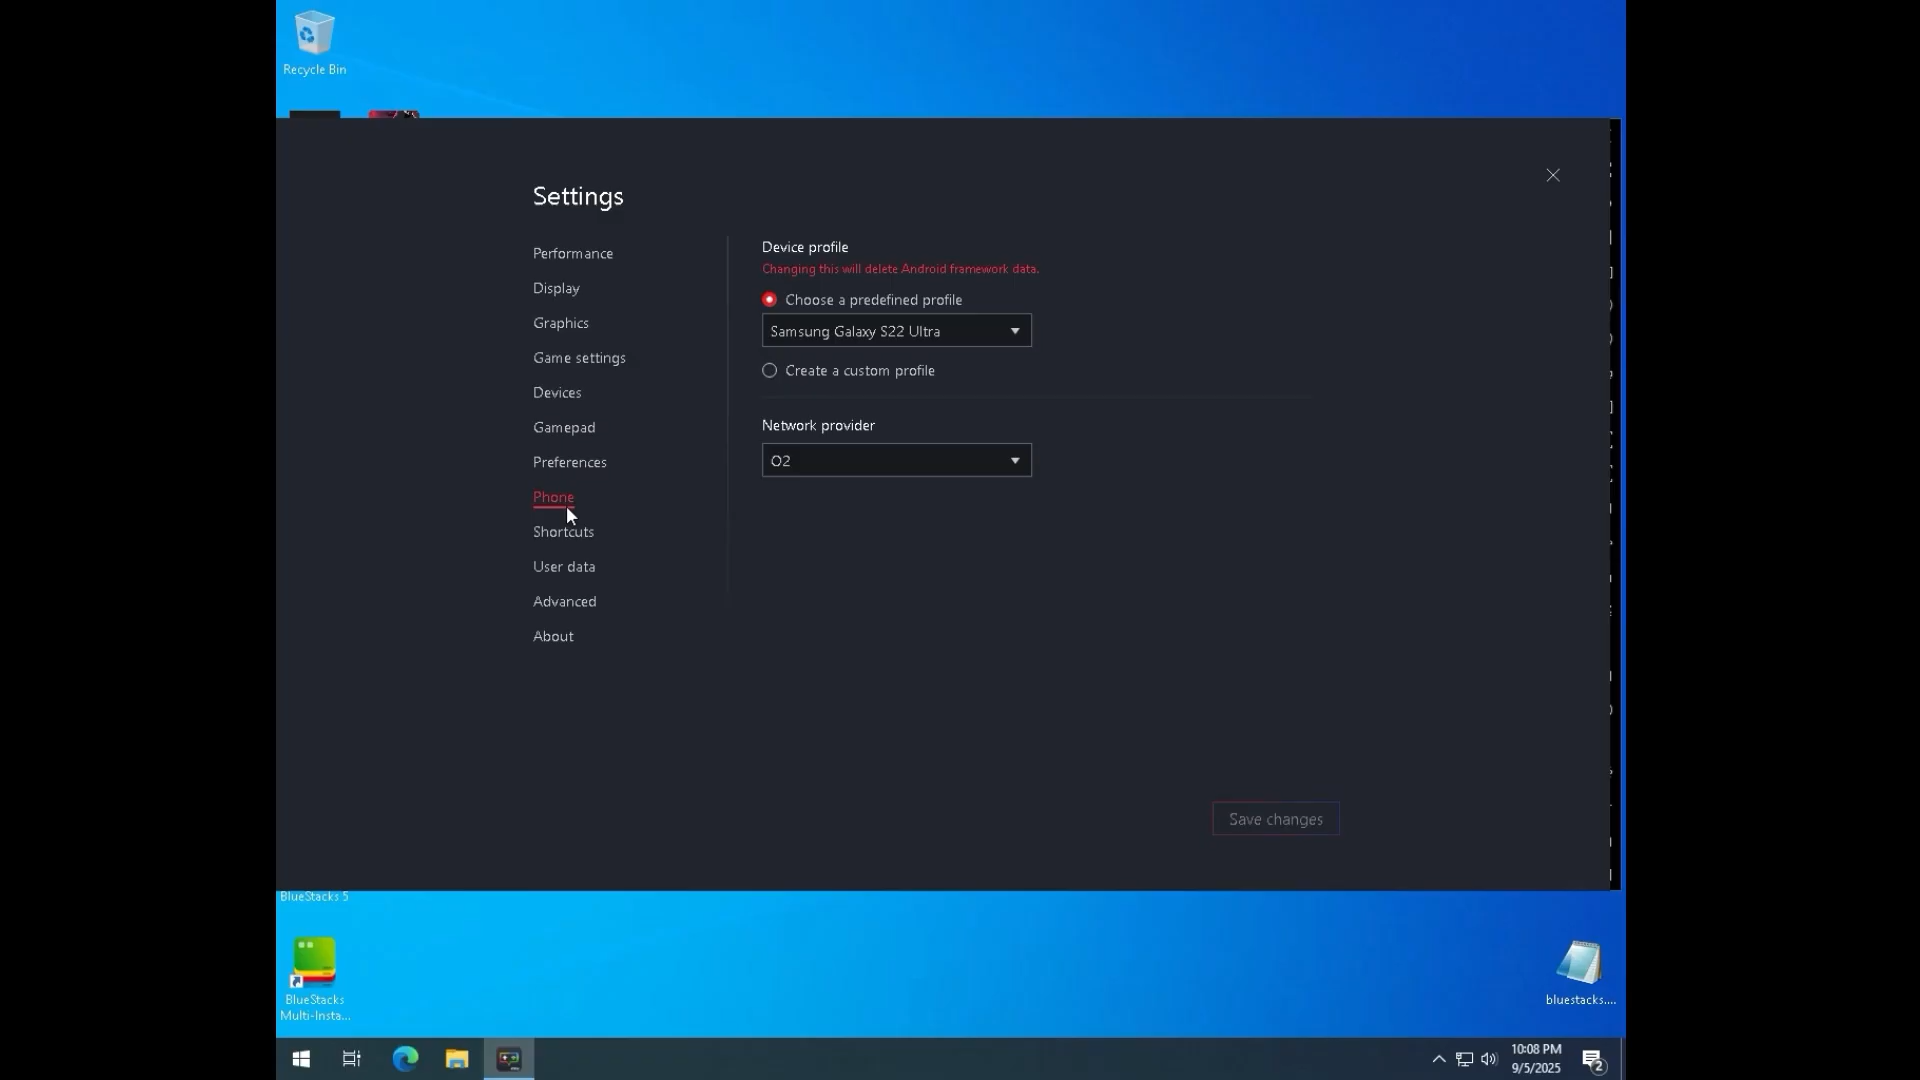 Recycle Bin
Settings
Performance
Display
Graphics
Game settings
Devices
Gamepad
Preferences
Phone
Shortcuts
User data
Advanced
About
Device profile
Changing this will delete Android framework data.
Choose a predefined profile
Samsung Galaxy S22 Ultra
Create a custom profile
Network provider
O2
Save changes
BlueStacks 5
BlueStacks
Multi-Insta...
bluestacks....
10:08 PM
9/5/2025
2